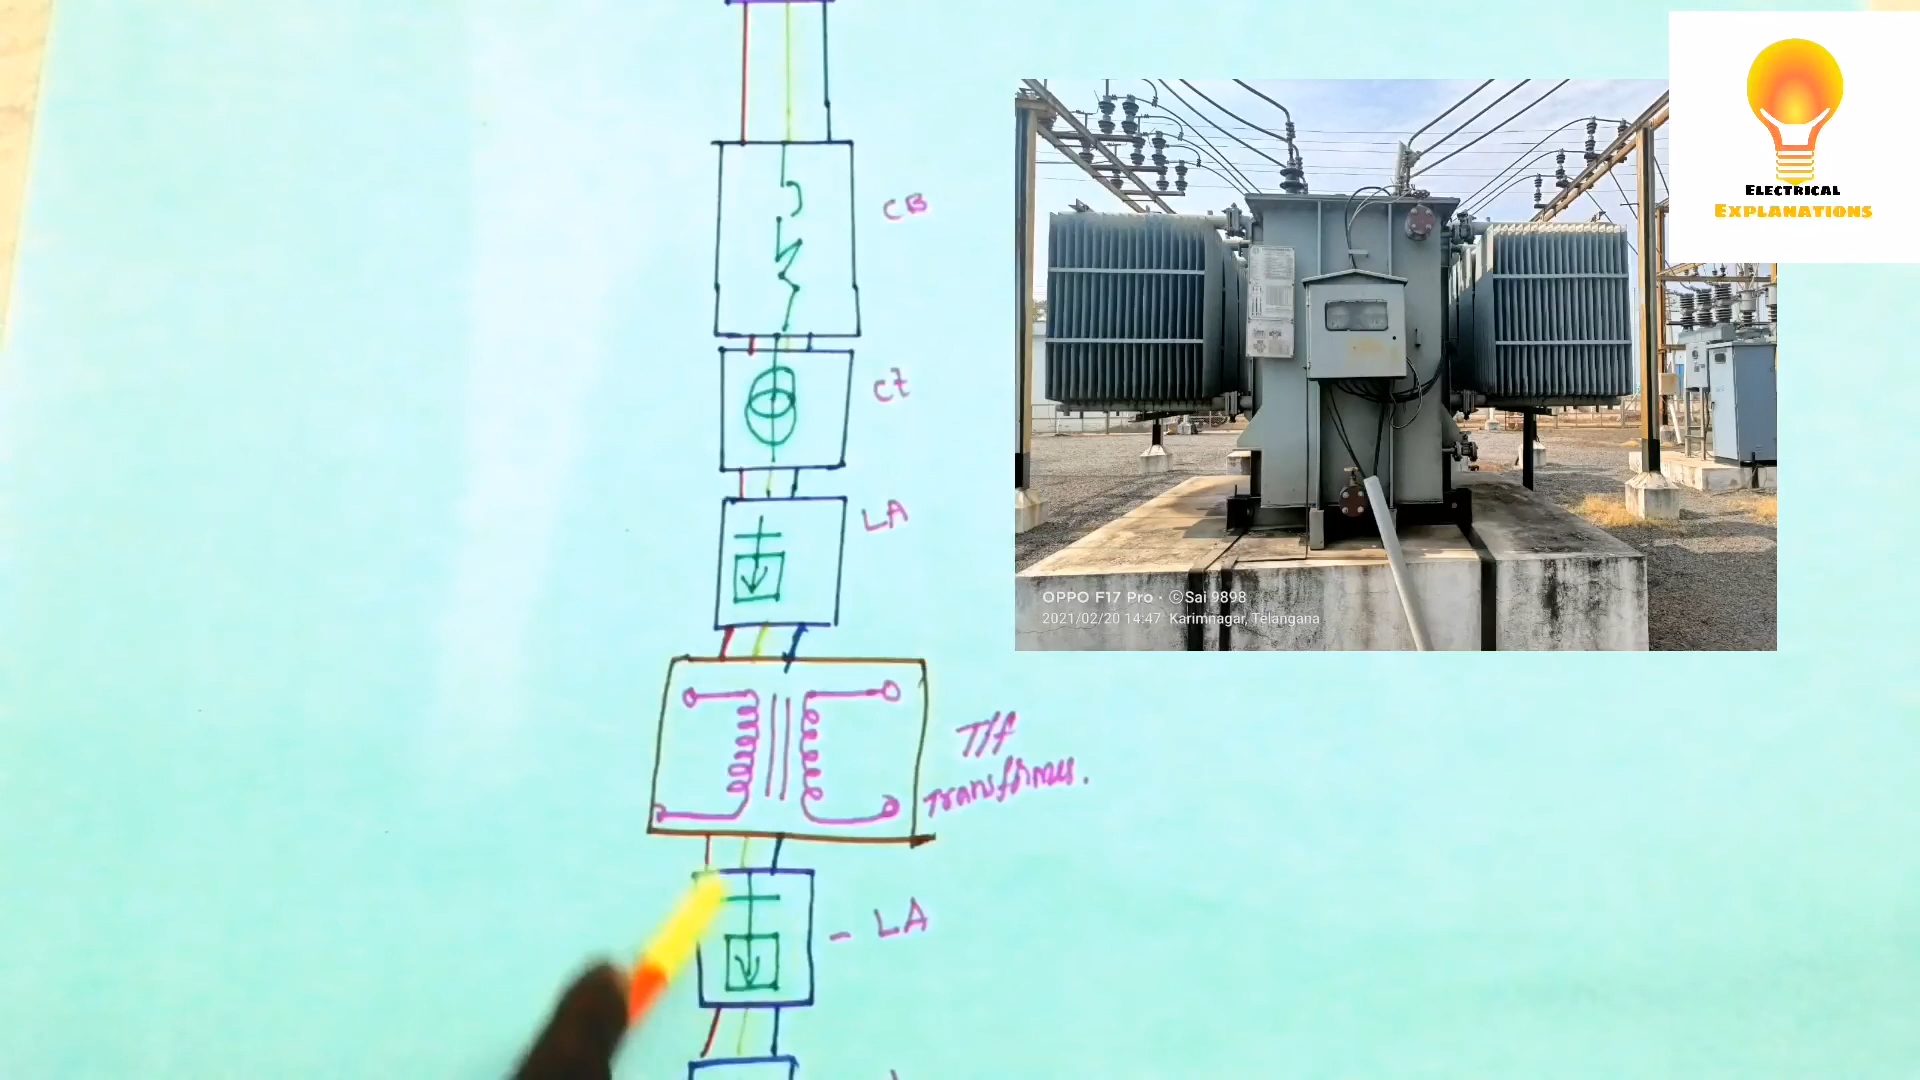 CB
Ct
LA
T/f
Transformer.
- LA
ELECTRICAL
EXPLANATIONS
OPPO F17 Pro · ©Sai 9898
2021/02/20 14:47 Karimnagar, Telangana